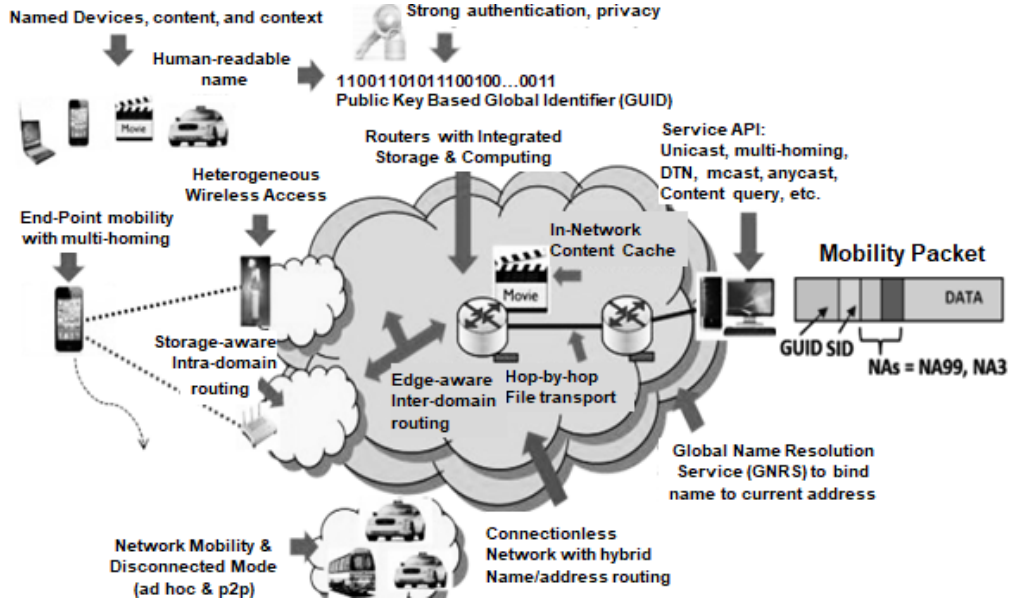 Named Devices, content, and context
Strong authentication, privacy
Human-readable
name
11001101011100100...0011
Public Key Based Global Identifier (GUID)
Movie
Routers with Integrated
Storage & Computing
Service API:
Unicast, multi-homing,
DTN, mcast, anycast,
Content query, etc.
Heterogeneous
Wireless Access
End-Point mobility
with multi-homing
In-Network
Content Cache
Movie
Mobility Packet
DATA
GUID SID
NAs = NA99, NA3
Storage-aware
Intra-domain
routing
Edge-aware
Inter-domain
routing
Hop-by-hop
File transport
Global Name Resolution
Service (GNRS) to bind
name to current address
Network Mobility &
Disconnected Mode
(ad hoc & p2p)
Connectionless
Network with hybrid
Name/address routing